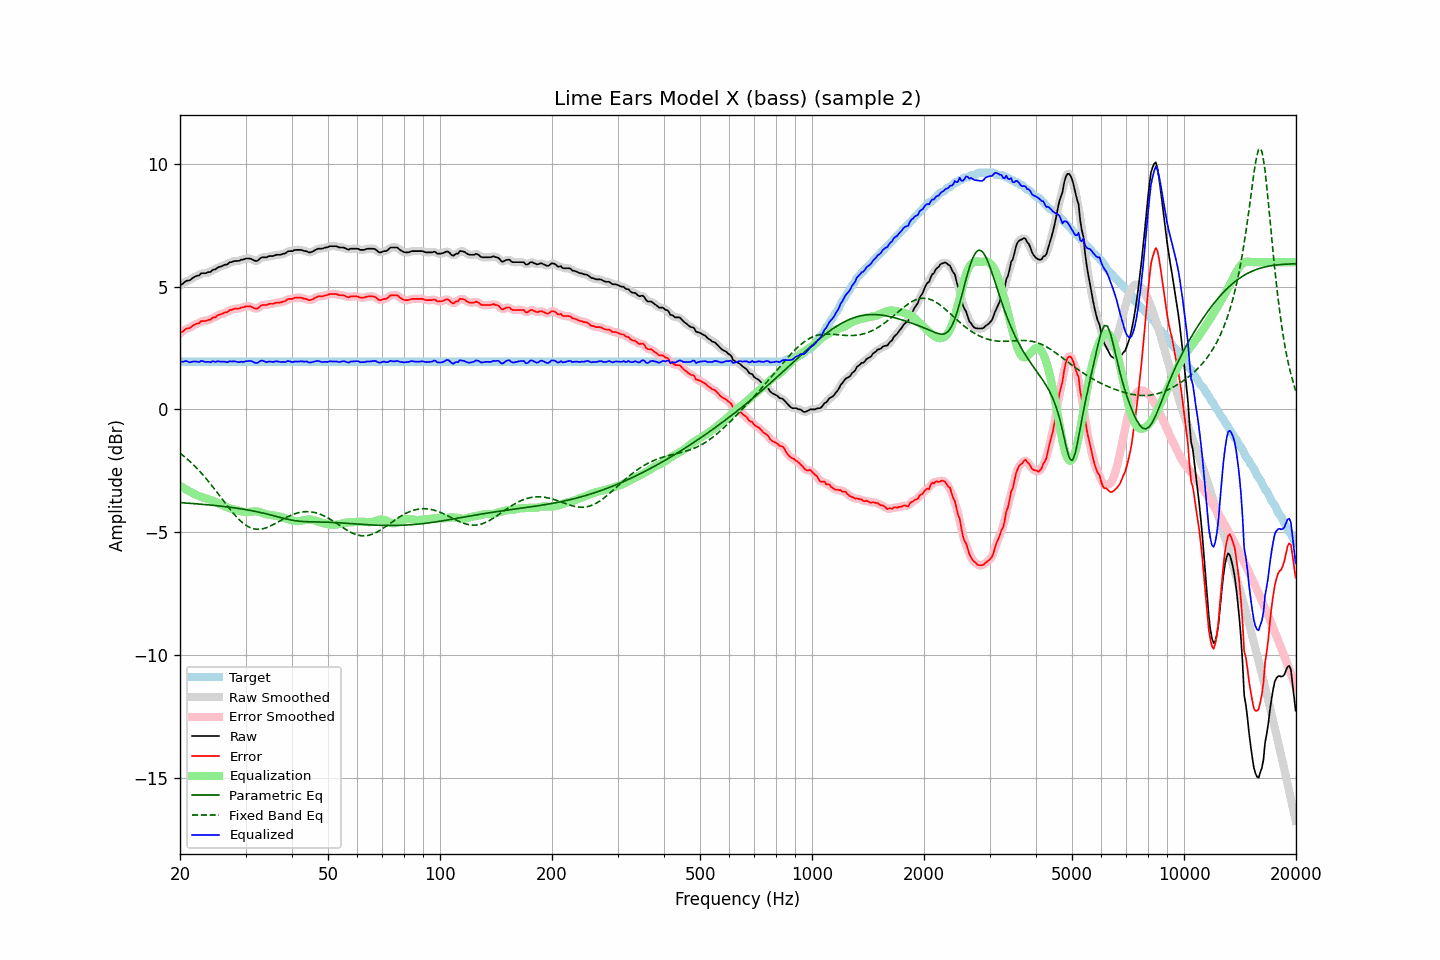 Lime Ears Model X (bass) (sample 2)
Amplitude (dBr)
10
5
0
−5
−10
−15
Target
Raw Smoothed
Error Smoothed
Raw
Error
Equalization
Parametric Eq
Fixed Band Eq
Equalized
20 50 100 200 500 1000 2000 5000 10000 20000
Frequency (Hz)